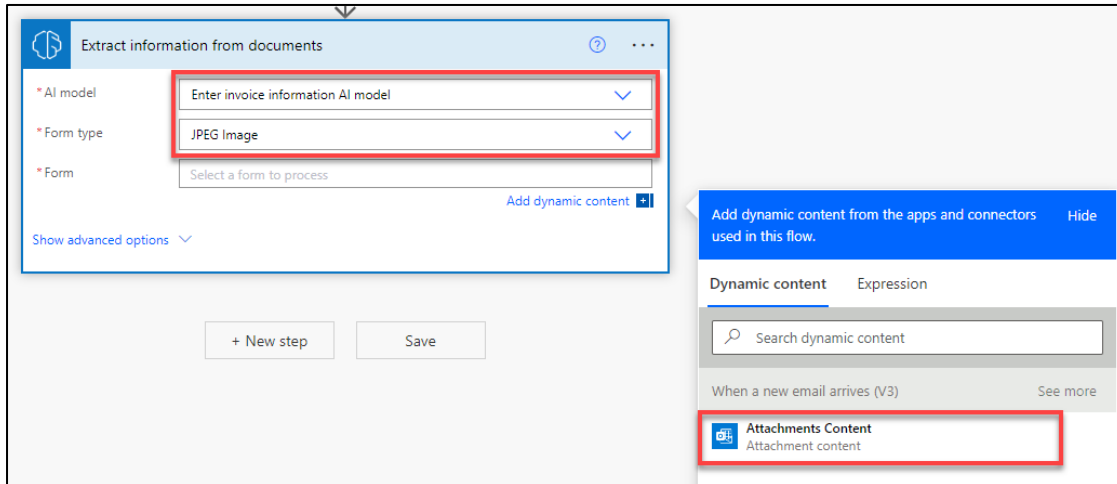 Extract information from documents
* AI model
Enter invoice information AI model
* Form type
JPEG Image
* Form
Select a form to process
Add dynamic content
Show advanced options
+ New step
Save
Add dynamic content from the apps and connectors
used in this flow.
Hide
Dynamic content
Expression
Search dynamic content
When a new email arrives (V3)
See more
Attachments Content
Attachment content